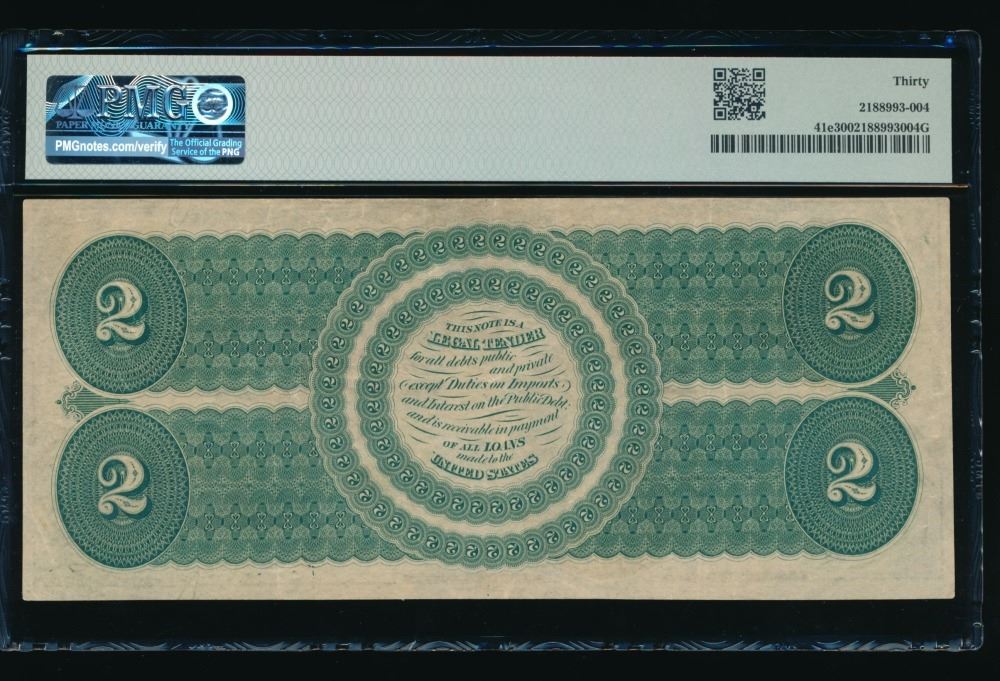 PMG
PAPER MONEY GUARANTY
PMGnotes.com/verify
The Official Grading
Service of the PNG
Thirty
2188993-004
41e3002188993004G
2
2
THIS NOTE IS A
LEGAL TENDER
for all debts public
and private
(except Duties on Imports,)
and Interest on the Public Debt;
and is receivable in payment
OF ALL LOANS
made to the
UNITED STATES
2
2